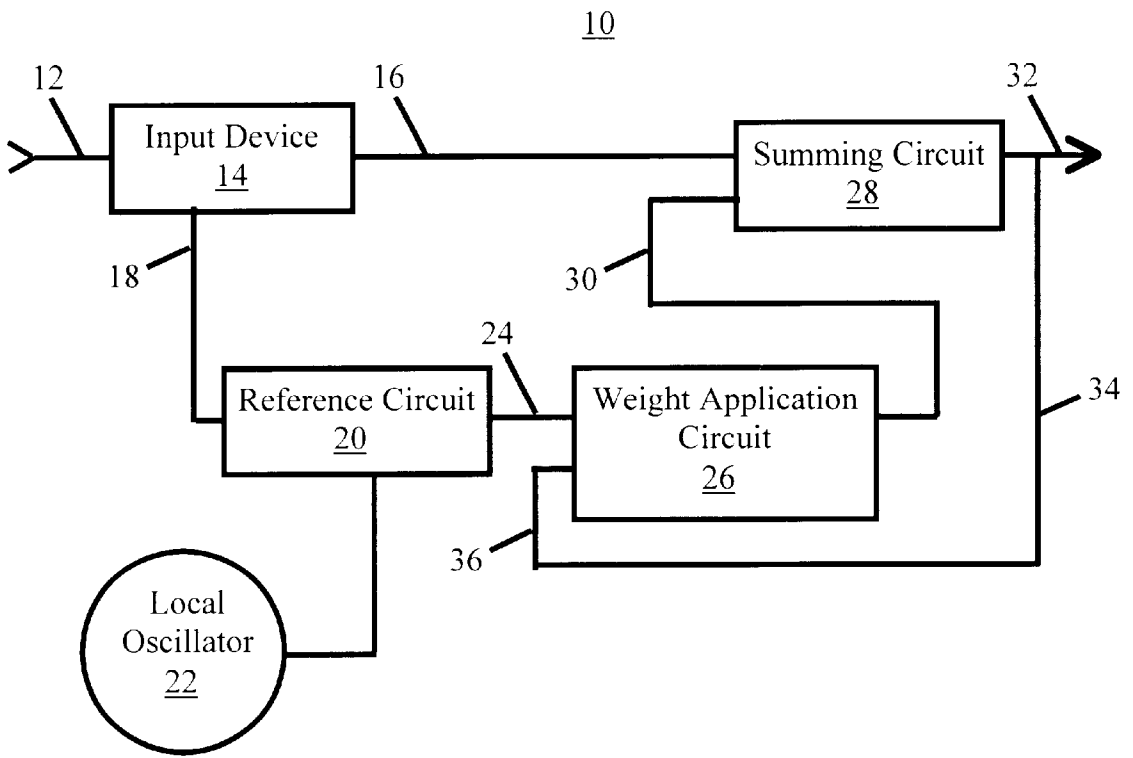 10
12
16
32
Input Device
14
Summing Circuit
28
18
30
24
Reference Circuit
20
Weight Application
Circuit
26
34
36
Local
Oscillator
22